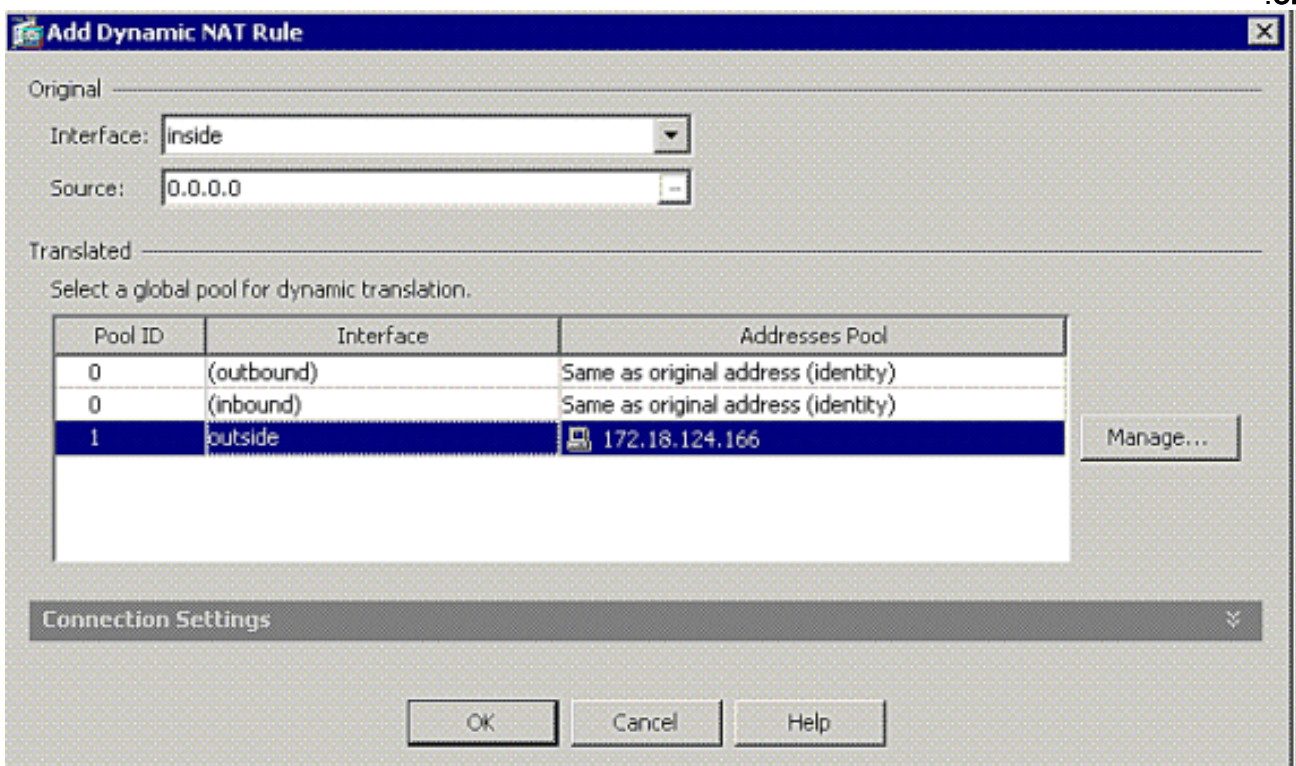 Add Dynamic NAT Rule
Original
Interface: inside
Source: 0.0.0.0
Translated
Select a global pool for dynamic translation.
Pool ID Interface Addresses Pool
0 (outbound) Same as original address (identity)
0 (inbound) Same as original address (identity)
1 outside 172.18.124.166
Manage...
Connection Settings
OK Cancel Help